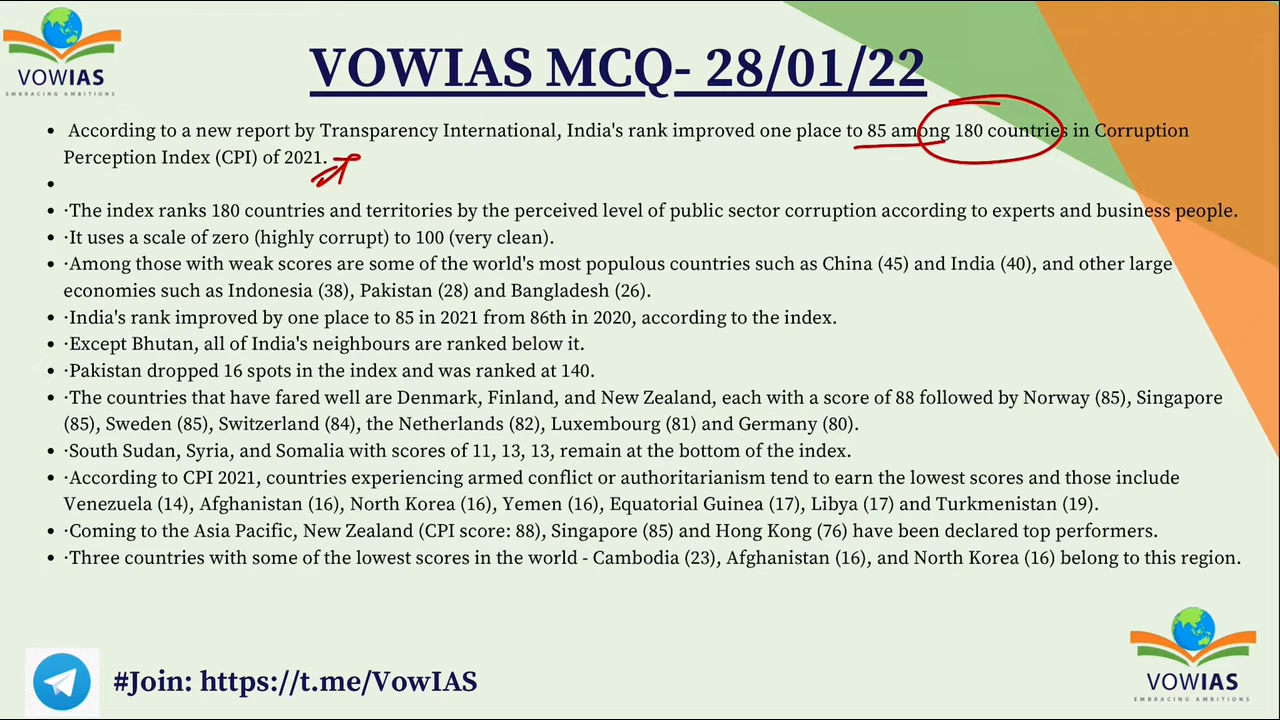 VOWIAS
EMBRACING AMBITIONS
VOWIAS MCQ- 28/01/22
• According to a new report by Transparency International, India's rank improved one place to 85 among 180 countries in Corruption
Perception Index (CPI) of 2021.
•
• ·The index ranks 180 countries and territories by the perceived level of public sector corruption according to experts and business people.
• ·It uses a scale of zero (highly corrupt) to 100 (very clean).
• ·Among those with weak scores are some of the world's most populous countries such as China (45) and India (40), and other large
economies such as Indonesia (38), Pakistan (28) and Bangladesh (26).
• ·India's rank improved by one place to 85 in 2021 from 86th in 2020, according to the index.
• ·Except Bhutan, all of India's neighbours are ranked below it.
• ·Pakistan dropped 16 spots in the index and was ranked at 140.
• ·The countries that have fared well are Denmark, Finland, and New Zealand, each with a score of 88 followed by Norway (85), Singapore
(85), Sweden (85), Switzerland (84), the Netherlands (82), Luxembourg (81) and Germany (80).
• ·South Sudan, Syria, and Somalia with scores of 11, 13, 13, remain at the bottom of the index.
• ·According to CPI 2021, countries experiencing armed conflict or authoritarianism tend to earn the lowest scores and those include
Venezuela (14), Afghanistan (16), North Korea (16), Yemen (16), Equatorial Guinea (17), Libya (17) and Turkmenistan (19).
• ·Coming to the Asia Pacific, New Zealand (CPI score: 88), Singapore (85) and Hong Kong (76) have been declared top performers.
• ·Three countries with some of the lowest scores in the world - Cambodia (23), Afghanistan (16), and North Korea (16) belong to this region.
#Join: https://t.me/VowIAS
VOWIAS
EMBRACING AMBITIONS